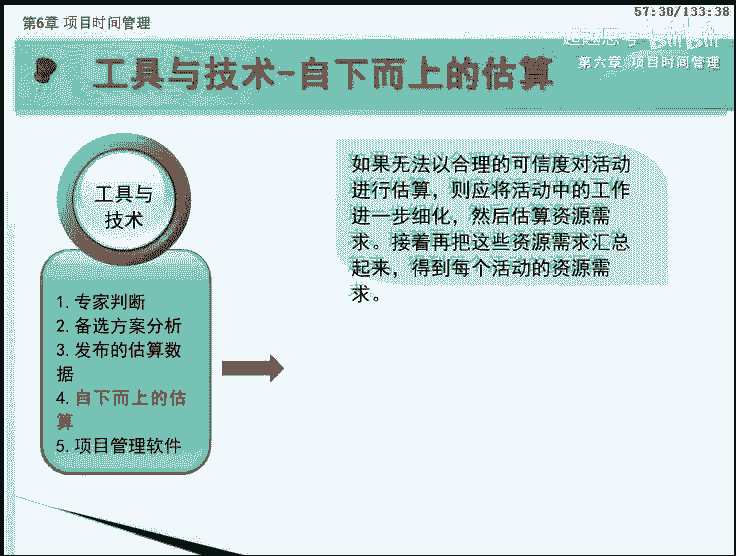 第6章 项目时间管理
57:30/133:38
第六章 项目时间管理
工具与技术-自下而上的估算
工具与
技术
1. 专家判断
2. 备选方案分析
3. 发布的估算数
据
4. 自下而上的估
算
5. 项目管理软件
如果无法以合理的可信度对活动
进行估算，则应将活动中的工作
进一步细化，然后估算资源需
求。接着再把这些资源需求汇总
起来，得到每个活动的资源需
求。